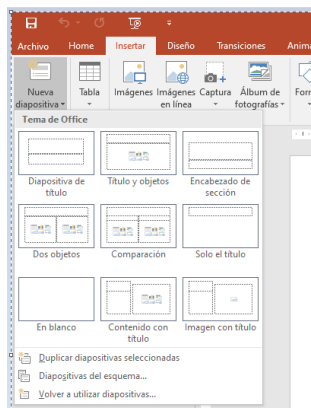 Archivo Home Insertar Diseño Transiciones
Nueva diapositiva Tabla Imágenes Imágenes en línea Captura Álbum de fotografías
Tema de Office
Diapositiva de título Título y objetos Encabezado de sección
Dos objetos Comparación Solo el título
En blanco Contenido con título Imagen con título
Duplicar diapositivas seleccionadas
Diapositivas del esquema...
Volver a utilizar diapositivas...